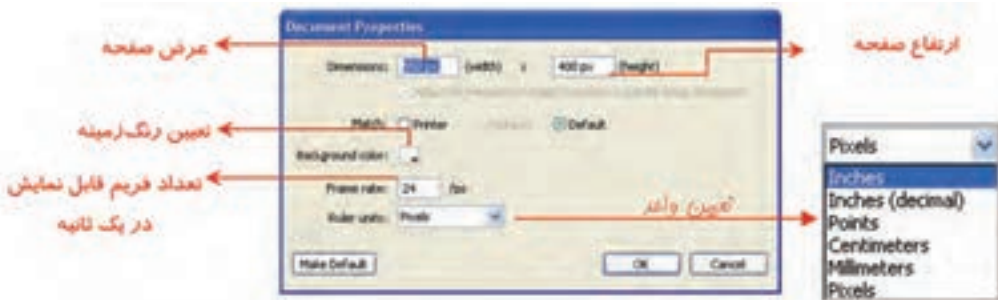 Document Properties
عرض صفحه
ارتفاع صفحه
Dimensions: (width) x 400 px (height)
Match: Printer Default
تعیین رنگ زمینه
Background color:
تعداد فریم قابل نمایش
در یک ثانیه
Frame rate: 24 fps
Ruler units: Pixels
تعیین واحد
Make Default OK Cancel
Pixels
Inches
Inches (decimal)
Points
Centimeters
Millimeters
Pixels